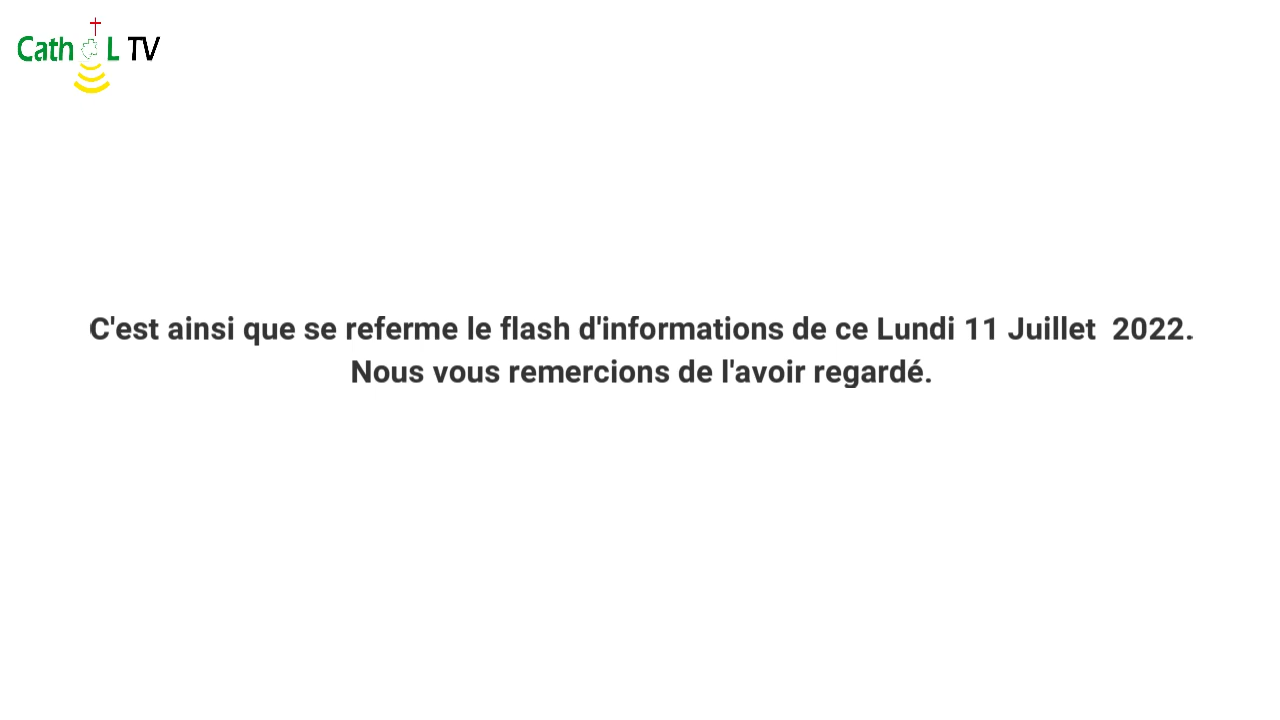 Cath L TV
C'est ainsi que se referme le flash d'informations de ce Lundi 11 Juillet  2022.
Nous vous remercions de l'avoir regardé.